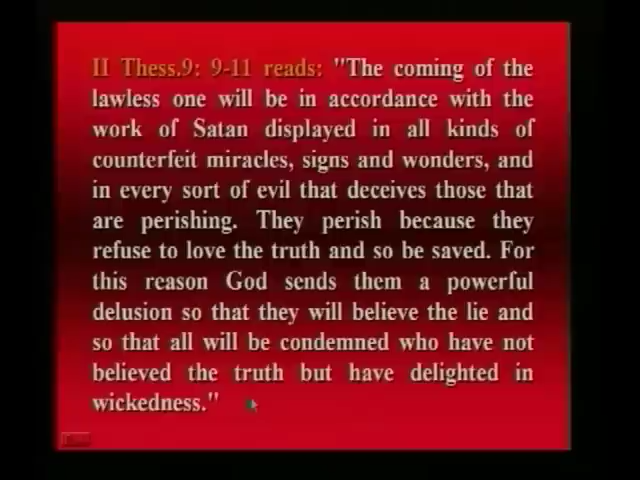 II Thess.9: 9-11 reads: "The coming of the
lawless one will be in accordance with the
work of Satan displayed in all kinds of
counterfeit miracles, signs and wonders, and
in every sort of evil that deceives those that
are perishing. They perish because they
refuse to love the truth and so be saved. For
this reason God sends them a powerful
delusion so that they will believe the lie and
so that all will be condemned who have not
believed the truth but have delighted in
wickedness."